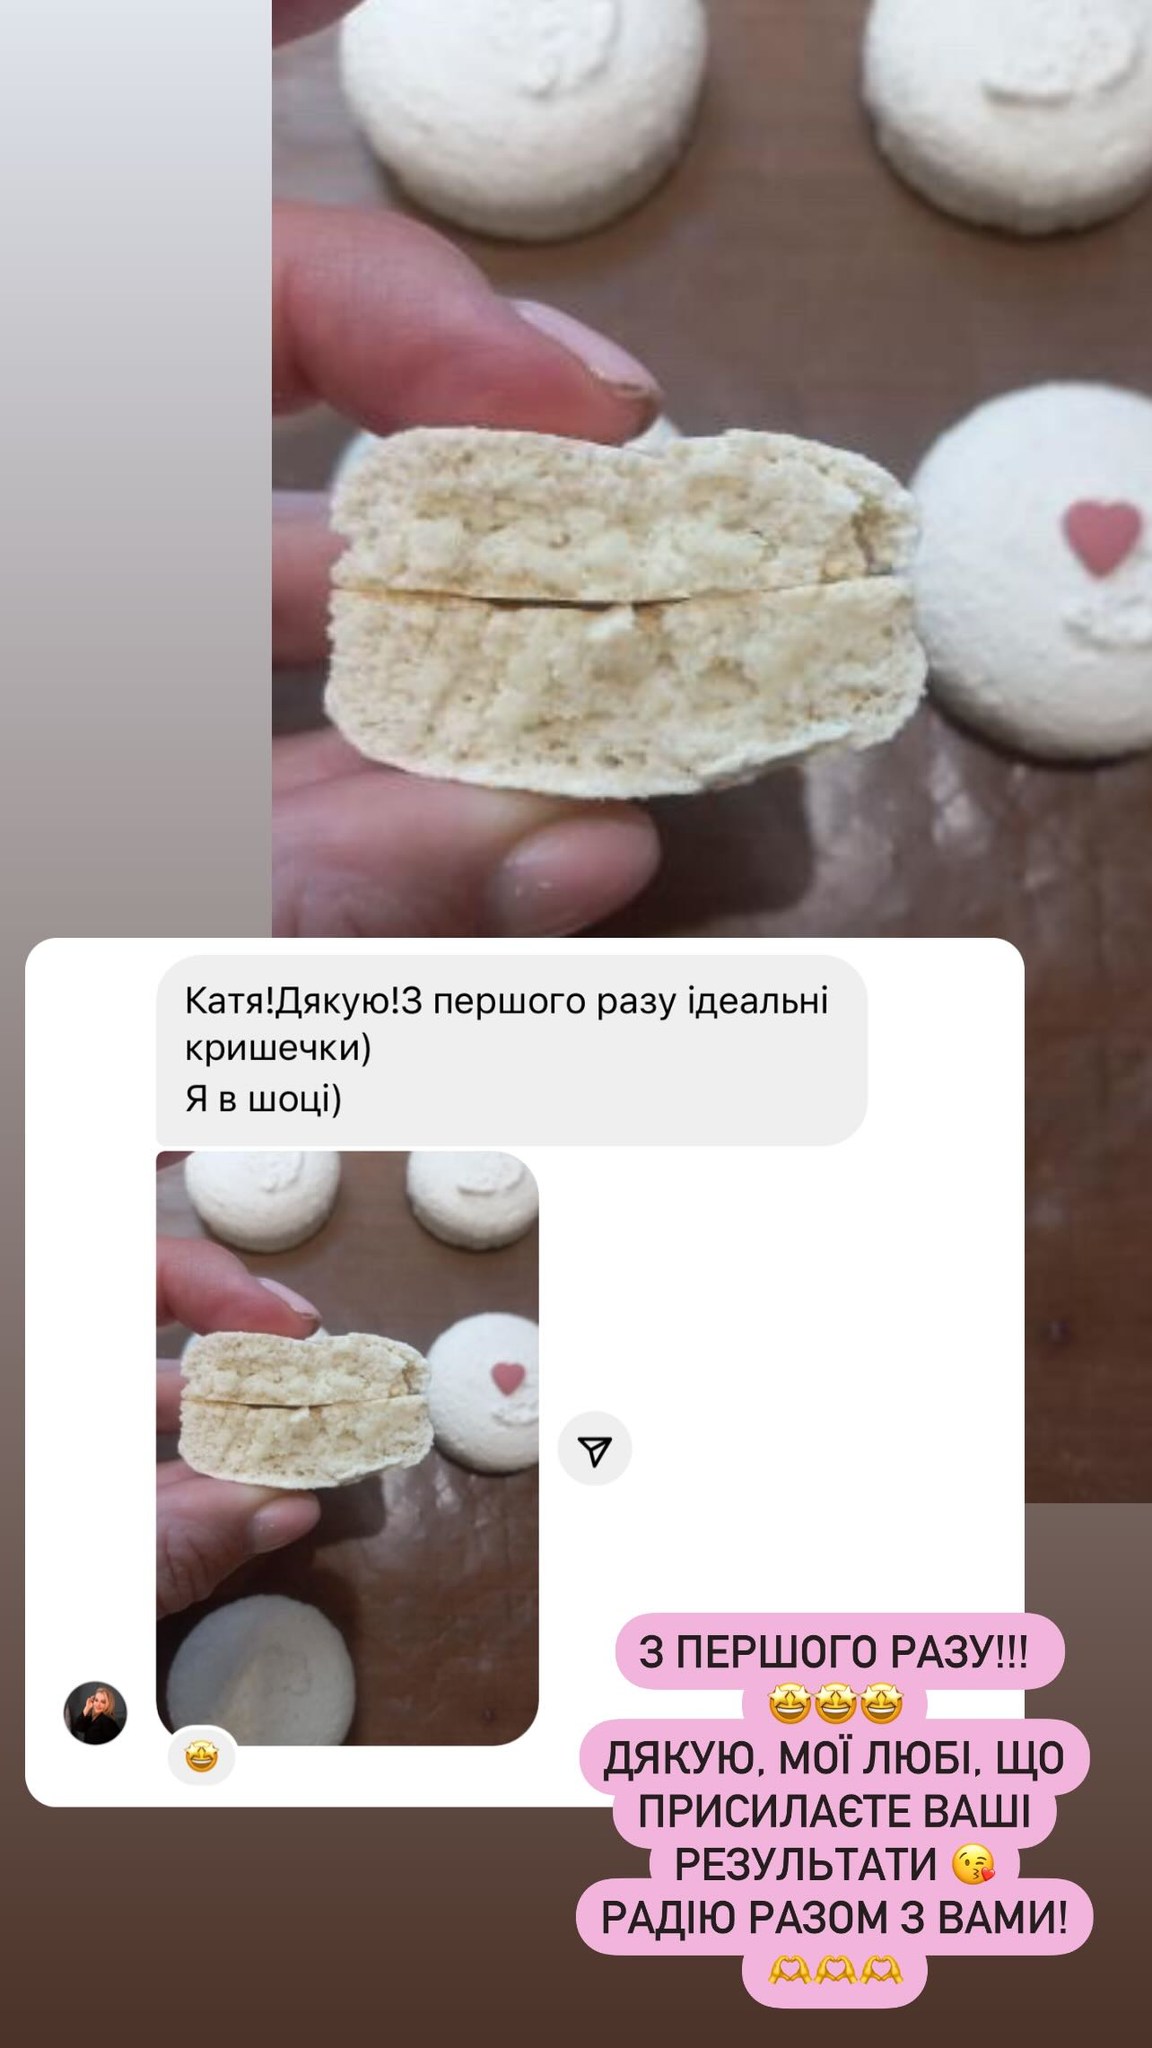 Катя!Дякую!З першого разу ідеальні
кришечки)
Я в шоці)
З ПЕРШОГО РАЗУ!!!
🤩🤩🤩
ДЯКУЮ, МОЇ ЛЮБІ, ЩО
ПРИСИЛАЄТЕ ВАШІ
РЕЗУЛЬТАТИ 😘
РАДІЮ РАЗОМ З ВАМИ!
🫶🫶🫶